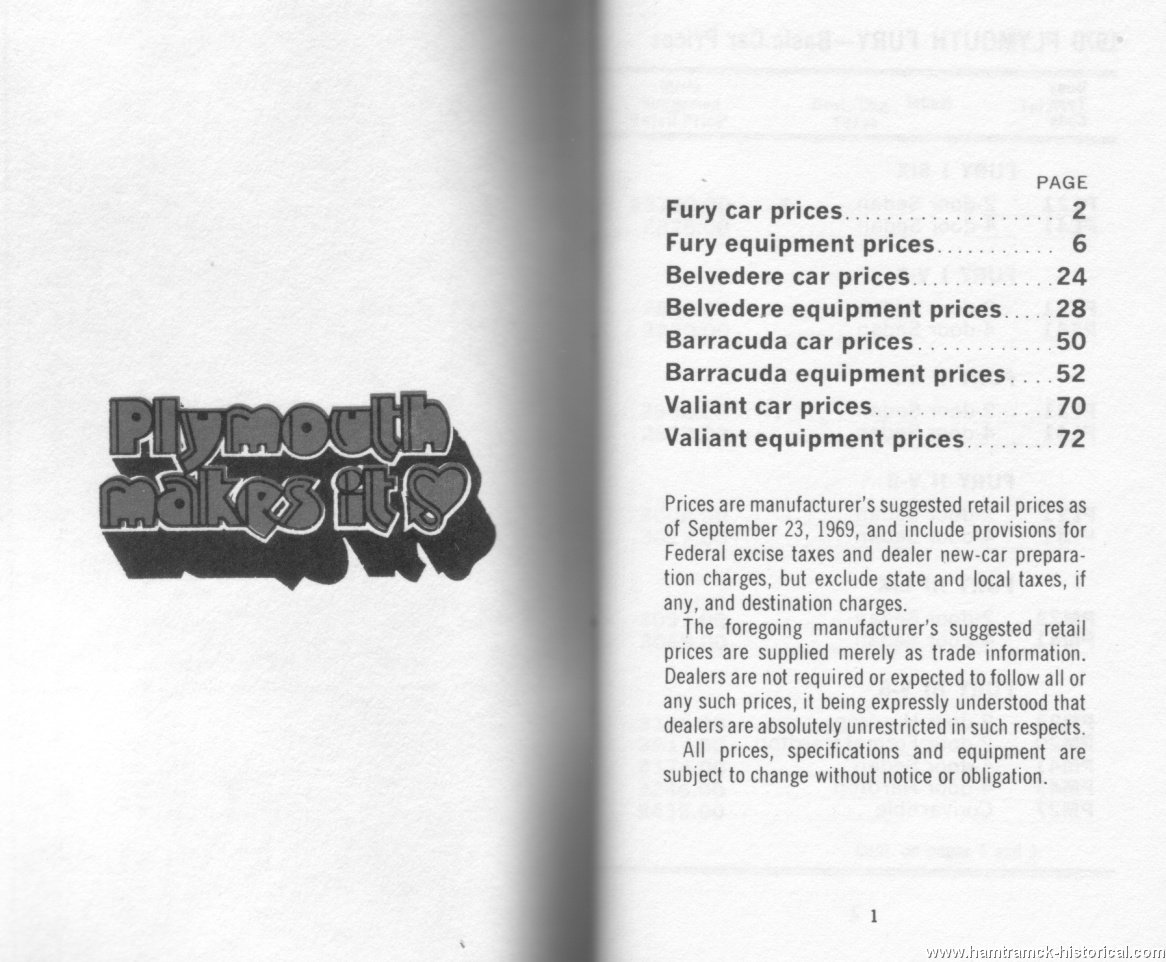 Plymouth
makes it
PAGE
Fury car prices.................... 2
Fury equipment prices........... 6
Belvedere car prices.............24
Belvedere equipment prices.....28
Barracuda car prices............50
Barracuda equipment prices....52
Valiant car prices................70
Valiant equipment prices........72
Prices are manufacturer's suggested retail prices as
of September 23, 1969, and include provisions for
Federal excise taxes and dealer new-car prepara-
tion charges, but exclude state and local taxes, if
any, and destination charges.
The foregoing manufacturer's suggested retail
prices are supplied merely as trade information.
Dealers are not required or expected to follow all or
any such prices, it being expressly understood that
dealers are absolutely unrestricted in such respects.
All prices, specifications and equipment are
subject to change without notice or obligation.
1
www.hamtramck-historical.com